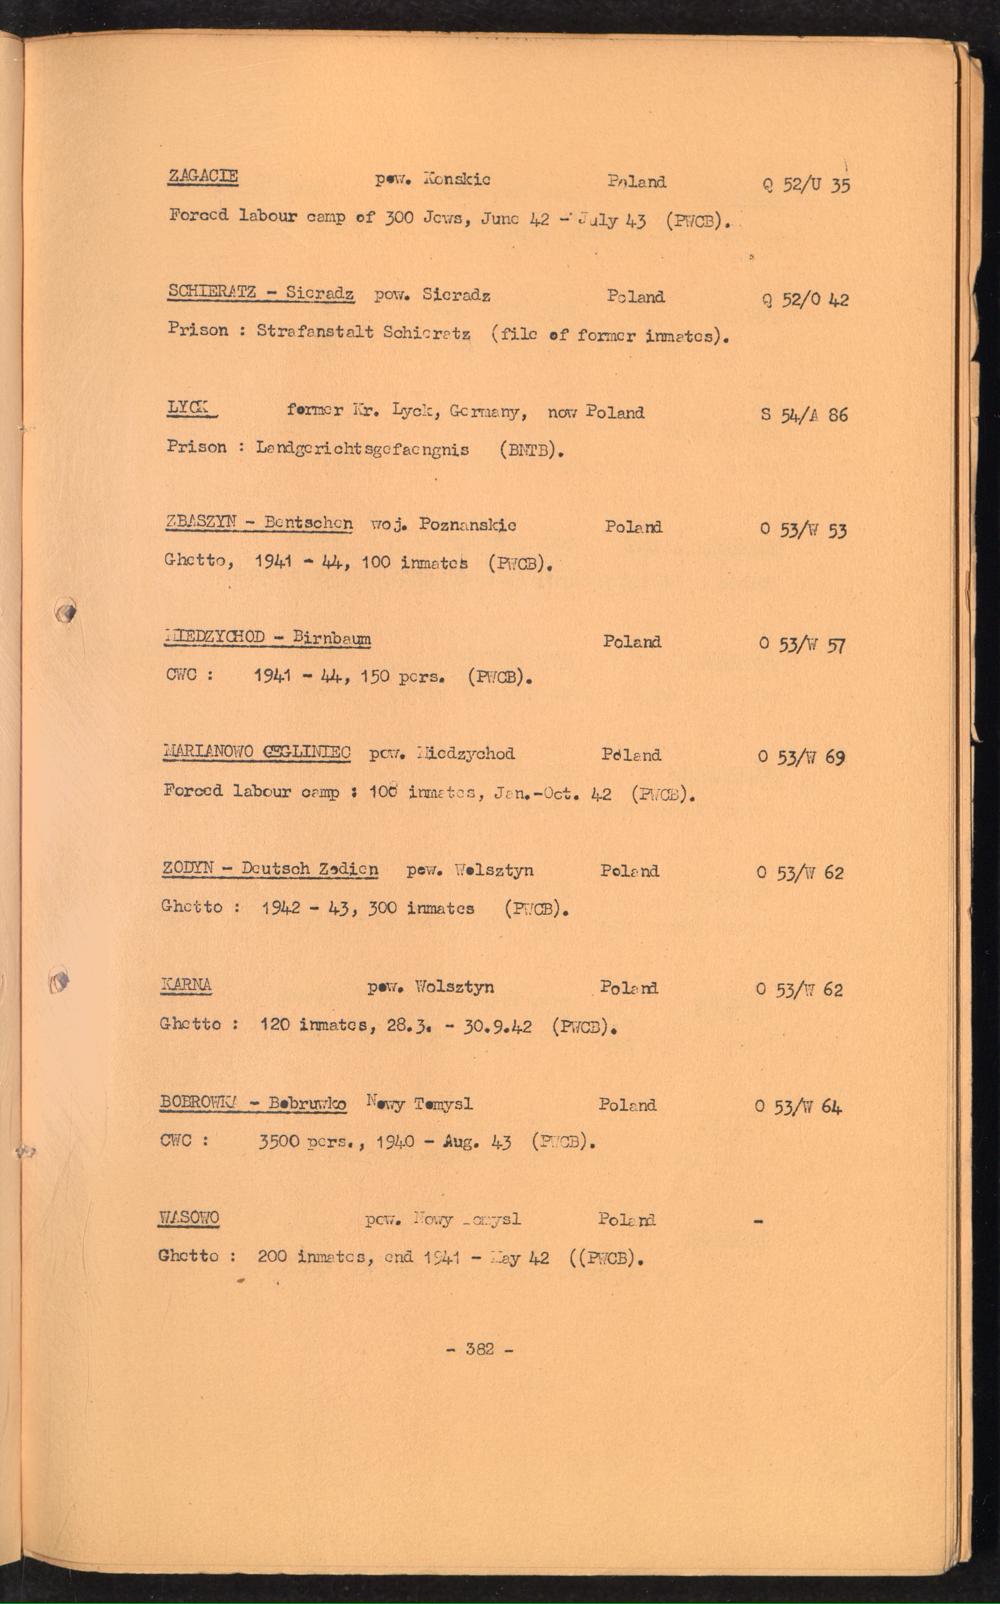 ZAGACIE pow. Konskie Poland Q 52/U 35
Forced labour camp of 300 Jews, June 42 - July 43 (PWCB).
SCHIERATZ - Sieradz pow. Sieradz Poland Q 52/O 42
Prison : Strafanstalt Schieratz (file of former inmates).
LYCK former Kr. Lyck, Germany, now Poland S 54/A 86
Prison : Landgerichtsgefaengnis (BNTB).
ZBASZYN - Bentschen woj. Poznanskie Poland O 53/W 53
Ghetto, 1941 - 44, 100 inmates (PWCB).
MIEDZYCHOD - Birnbaum Poland O 53/W 57
CWC : 1941 - 44, 150 pers. (PWCB).
MARIANOWO pow. Miedzychod Poland O 53/W 69
Forced labour camp : 100 inmates, Jan.-Oct. 42 (PWCB).
ZODYN - Deutsch Zodien pow. Wolsztyn Poland O 53/W 62
Ghetto : 1942 - 43, 300 inmates (PWCB).
KARNA pow. Wolsztyn Poland O 53/W 62
Ghetto : 120 inmates, 28.3. - 30.9.42 (PWCB).
BOBROWKA - Bobruwko Nowy Tomysl Poland O 53/W 64
CWC : 3500 pers., 1940 - Aug. 43 (PWCB).
WASOWO pow. Nowy Tomysl Poland -
Ghetto : 200 inmates, end 1941 - May 42 ((PWCB).
- 382 -